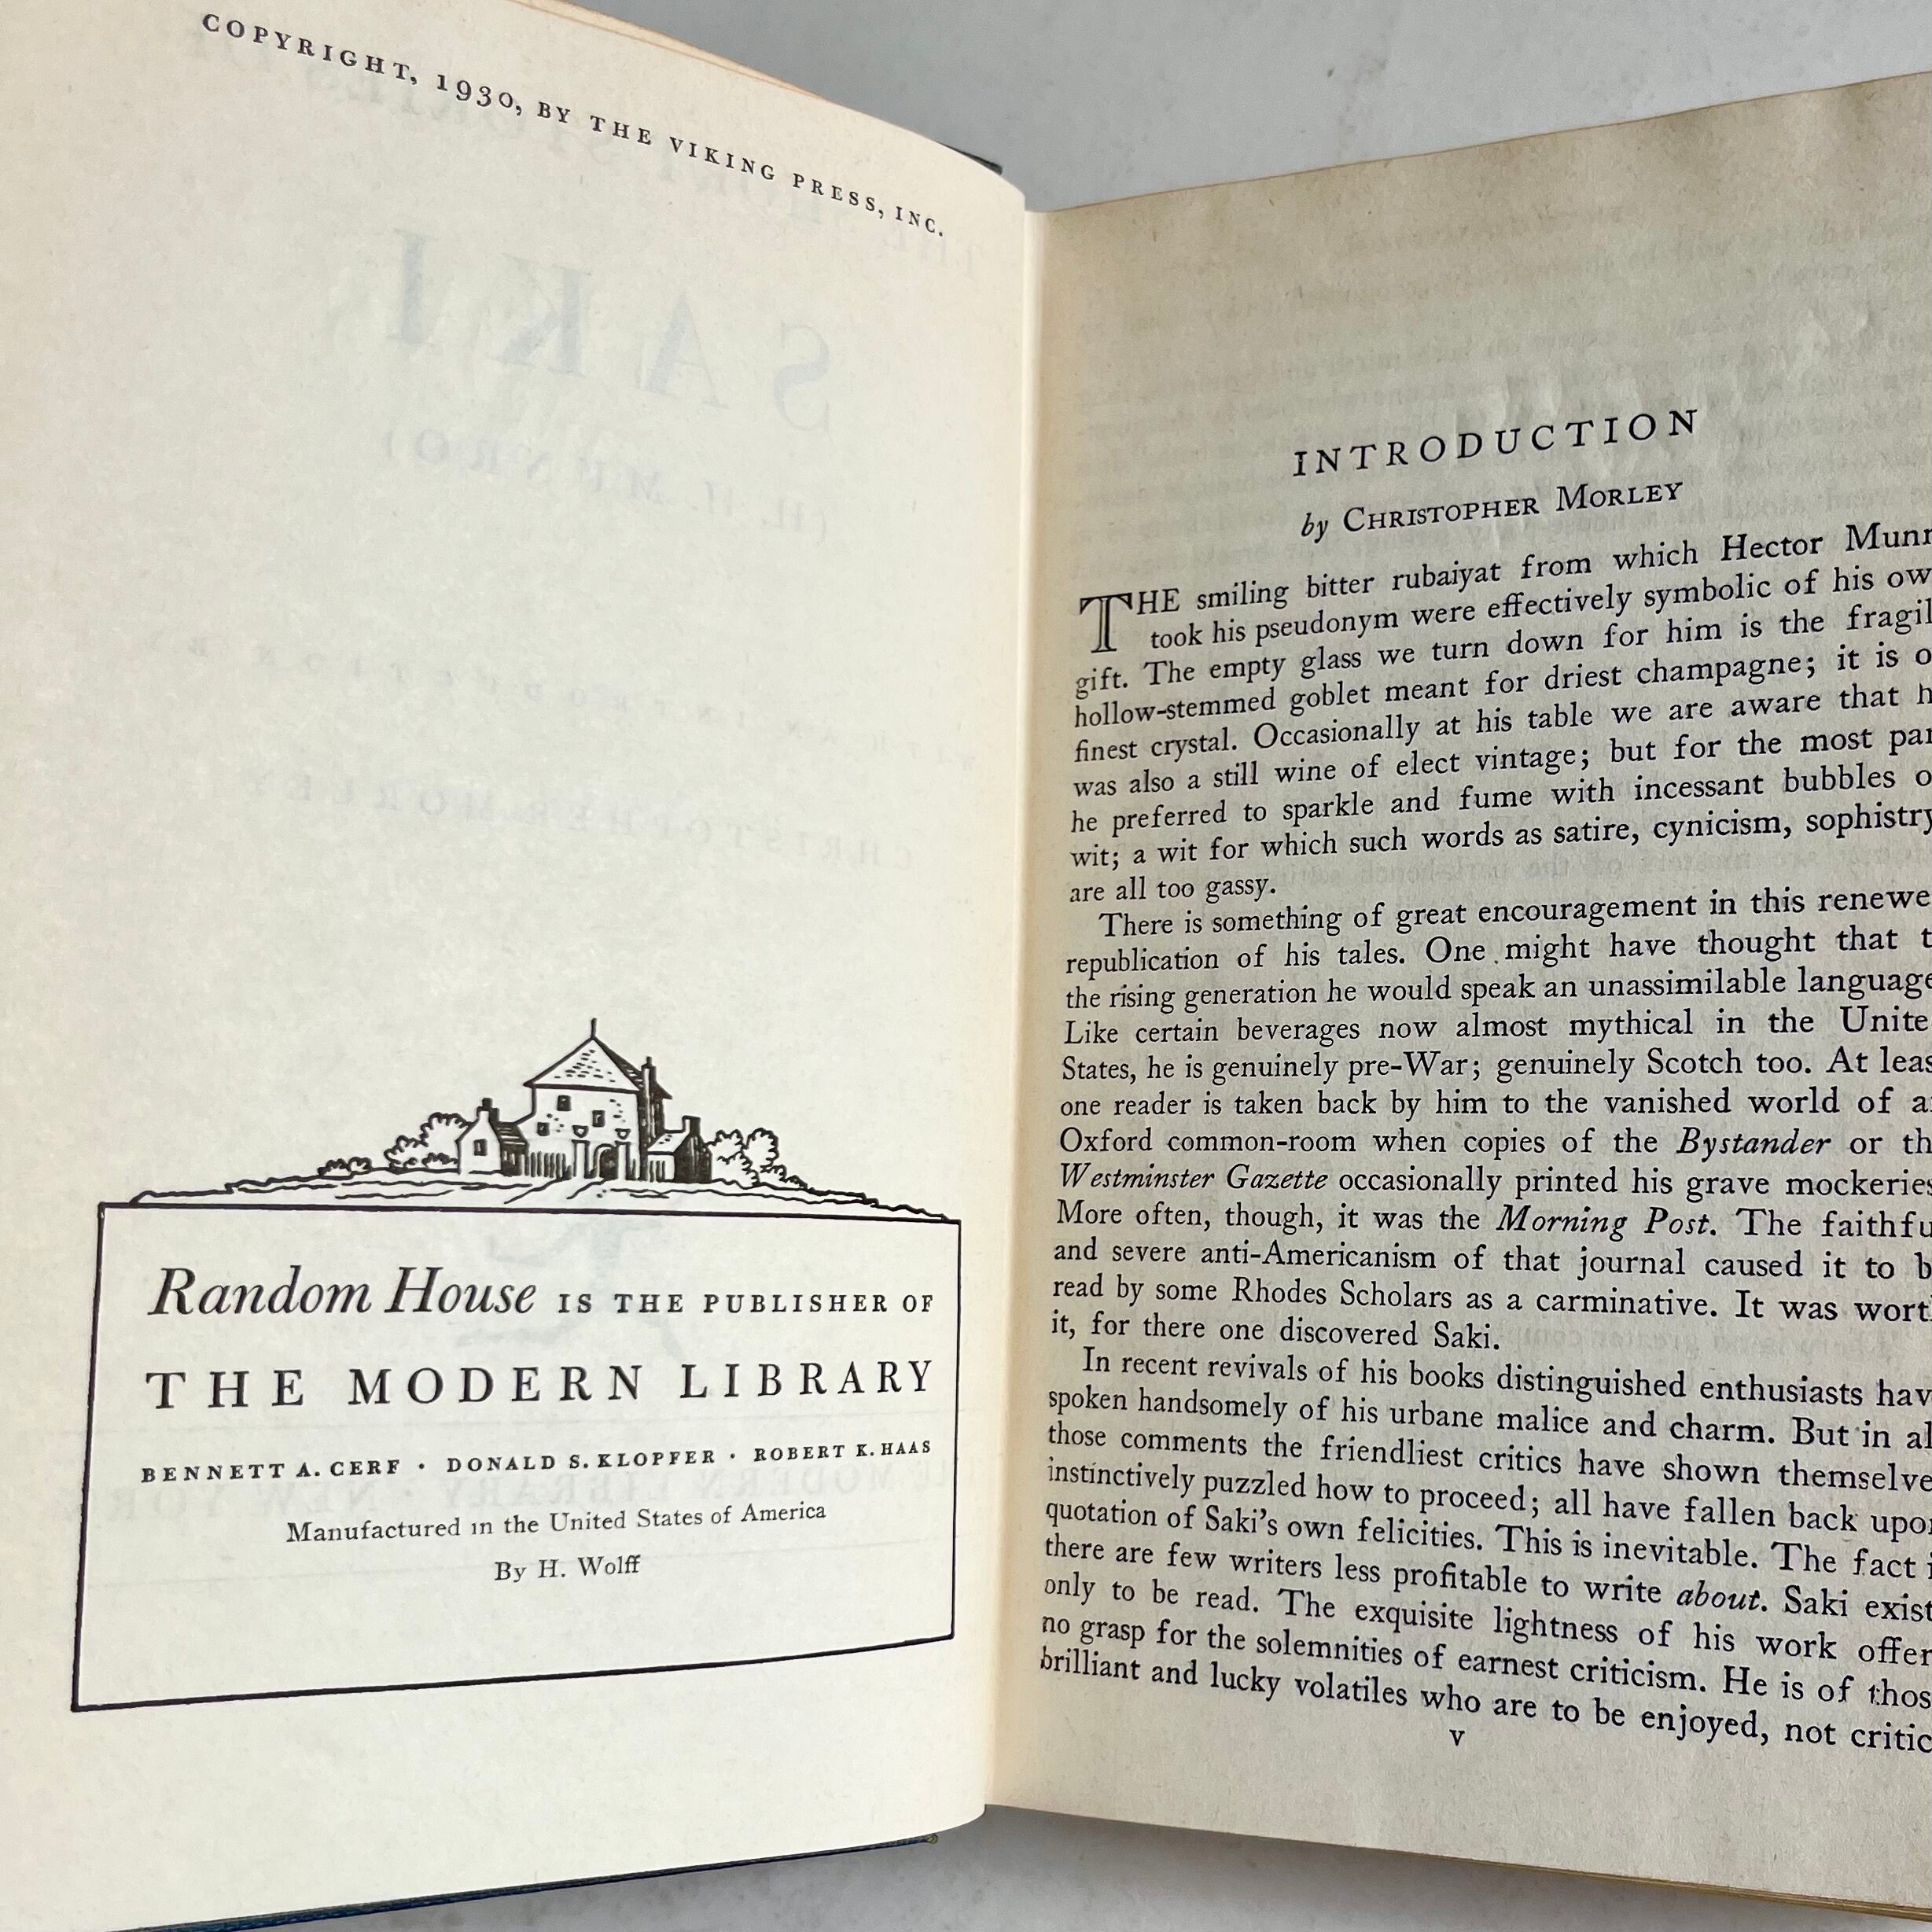 COPYRIGHT, 1930, BY THE VIKING PRESS, INC.
Random House IS THE PUBLISHER OF
THE MODERN LIBRARY
BENNETT A. CERF · DONALD S. KLOPFER · ROBERT K. HAAS
Manufactured in the United States of America
By H. Wolff
INTRODUCTION
by CHRISTOPHER MORLEY
THE smiling bitter rubaiyat from which Hector Munr
took his pseudonym were effectively symbolic of his ow
gift. The empty glass we turn down for him is the fragil
hollow-stemmed goblet meant for driest champagne; it is o
finest crystal. Occasionally at his table we are aware that h
was also a still wine of elect vintage; but for the most par
he preferred to sparkle and fume with incessant bubbles o
wit; a wit for which such words as satire, cynicism, sophistry
are all too gassy.
There is something of great encouragement in this renewe
republication of his tales. One might have thought that t
the rising generation he would speak an unassimilable language
Like certain beverages now almost mythical in the Unite
States, he is genuinely pre-War; genuinely Scotch too. At leas
one reader is taken back by him to the vanished world of a
Oxford common-room when copies of the Bystander or th
Westminster Gazette occasionally printed his grave mockeries
More often, though, it was the Morning Post. The faithfu
and severe anti-Americanism of that journal caused it to b
read by some Rhodes Scholars as a carminative. It was wort
it, for there one discovered Saki.
In recent revivals of his books distinguished enthusiasts hav
spoken handsomely of his urbane malice and charm. But in al
those comments the friendliest critics have shown themselve
instinctively puzzled how to proceed; all have fallen back upo
quotation of Saki's own felicities. This is inevitable. The fact i
there are few writers less profitable to write about. Saki exist
only to be read. The exquisite lightness of his work offer
no grasp for the solemnities of earnest criticism. He is of thos
brilliant and lucky volatiles who are to be enjoyed, not critic
v